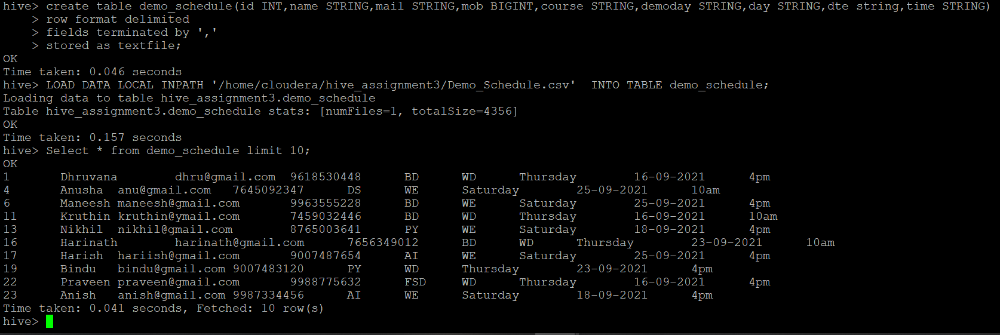 hive> create table demo_schedule(id INT,name STRING,mail STRING,mob BIGINT,course STRING,demoday STRING,day STRING,dte string,time STRING)
    > row format delimited
    > fields terminated by ','
    > stored as textfile;
OK
Time taken: 0.046 seconds
hive> LOAD DATA LOCAL INPATH '/home/cloudera/hive_assignment3/Demo_Schedule.csv'  INTO TABLE demo_schedule;
Loading data to table hive_assignment3.demo_schedule
Table hive_assignment3.demo_schedule stats: [numFiles=1, totalSize=4356]
OK
Time taken: 0.157 seconds
hive> Select * from demo_schedule limit 10;
OK
1	Dhruvana	dhru@gmail.com	9618530448	BD	WD	Thursday	16-09-2021	4pm
4	Anusha	anu@gmail.com	7645092347	DS	WE	Saturday	25-09-2021	10am
6	Maneesh	maneesh@gmail.com	9963555228	BD	WE	Saturday	25-09-2021	4pm
11	Kruthin	kruthin@ymail.com	7459032446	BD	WD	Thursday	16-09-2021	10am
13	Nikhil	nikhil@gmail.com	8765003641	PY	WE	Saturday	18-09-2021	4pm
16	Harinath	harinath@gmail.com	7656349012	BD	WD	Thursday	23-09-2021	10am
17	Harish	hariish@gmail.com	9007487654	AI	WE	Saturday	25-09-2021	4pm
19	Bindu	bindu@gmail.com	9007483120	PY	WD	Thursday	23-09-2021	4pm
22	Praveen	praveen@gmail.com	9988775632	FSD	WD	Thursday	16-09-2021	4pm
23	Anish	anish@gmail.com	9987334456	AI	WE	Saturday	18-09-2021	4pm
Time taken: 0.041 seconds, Fetched: 10 row(s)
hive>